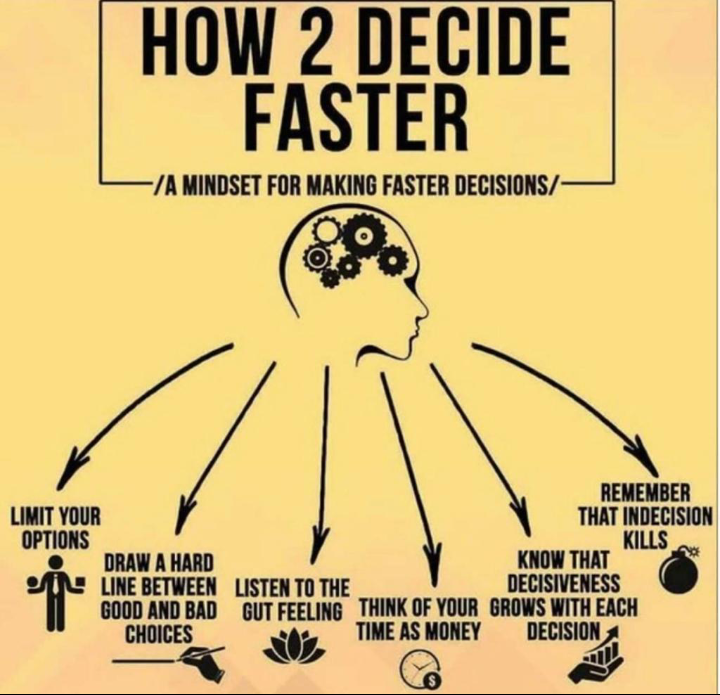 HOW 2 DECIDE
FASTER
/A MINDSET FOR MAKING FASTER DECISIONS/
LIMIT YOUR
OPTIONS
DRAW A HARD
LINE BETWEEN
GOOD AND BAD
CHOICES
LISTEN TO THE
GUT FEELING
THINK OF YOUR
TIME AS MONEY
$
KNOW THAT
DECISIVENESS
GROWS WITH EACH
DECISION
REMEMBER
THAT INDECISION
KILLS